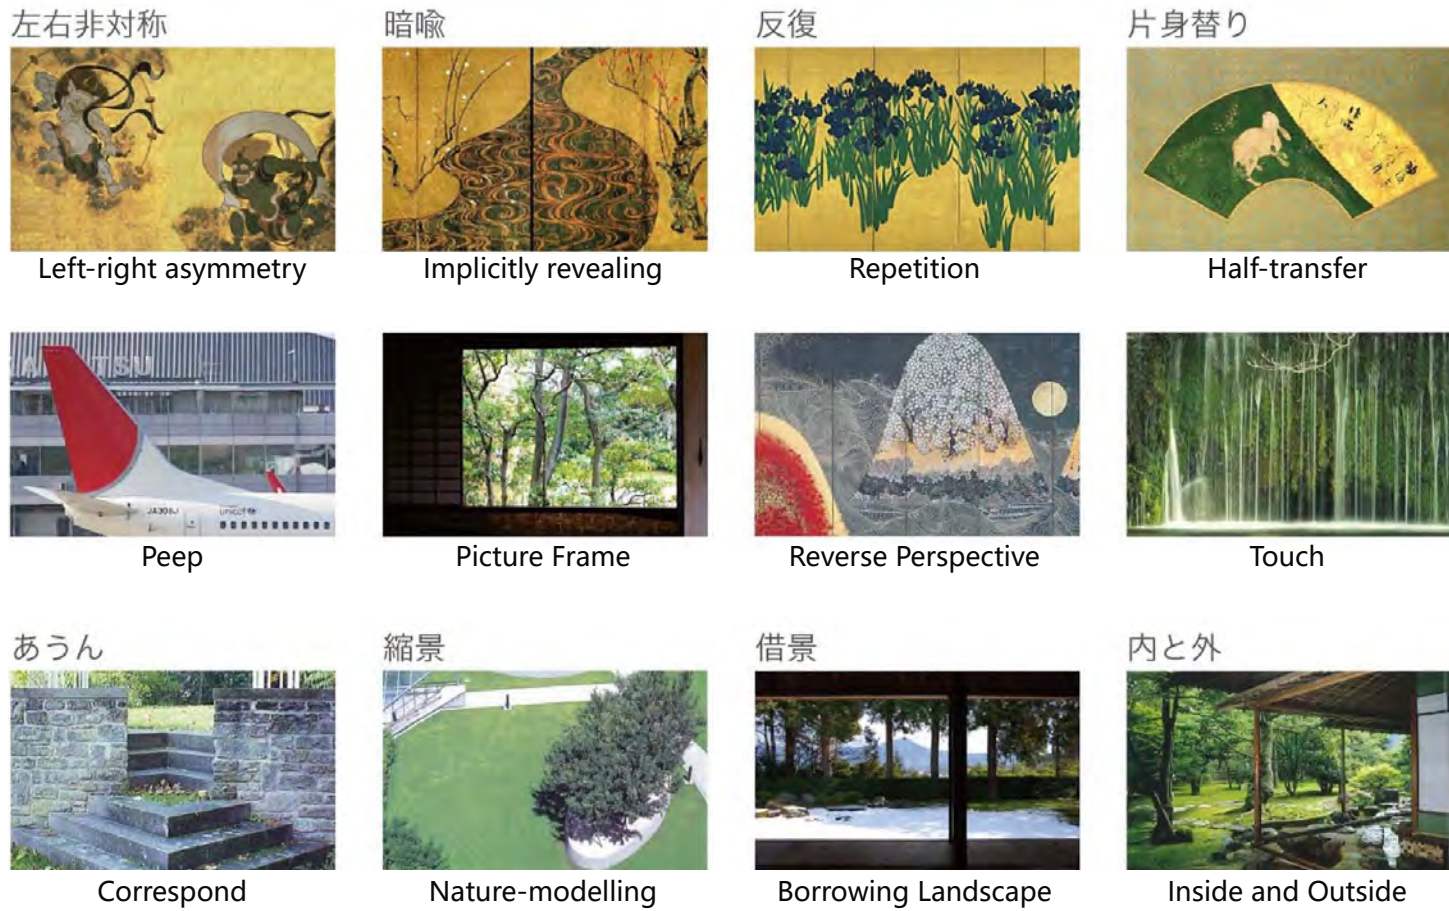 左右非対称
暗喩
反復
片身替り
Left-right asymmetry
Implicitly revealing
Repetition
Half-transfer
JA308J
Peep
Picture Frame
Reverse Perspective
Touch
あうん
縮景
借景
内と外
Correspond
Nature-modelling
Borrowing Landscape
Inside and Outside